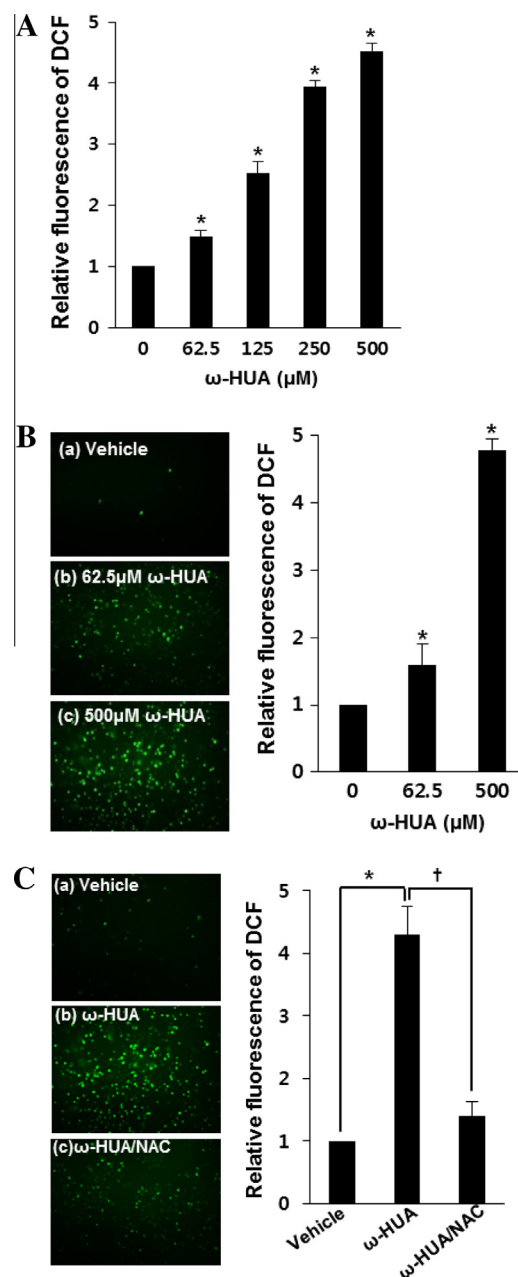 A
Relative fluorescence of DCF
5
4
3
2
1
0
*
*
*
*
0 62.5 125 250 500
ω-HUA (µM)
B
(a) Vehicle
(b) 62.5µM ω-HUA
(c) 500µM ω-HUA
Relative fluorescence of DCF
5
4
3
2
1
0
*
*
0 62.5 500
ω-HUA (µM)
C
(a) Vehicle
(b) ω-HUA
(c)ω-HUA/NAC
Relative fluorescence of DCF
5
4
3
2
1
0
* †
Vehicle
ω-HUA
ω-HUA/NAC